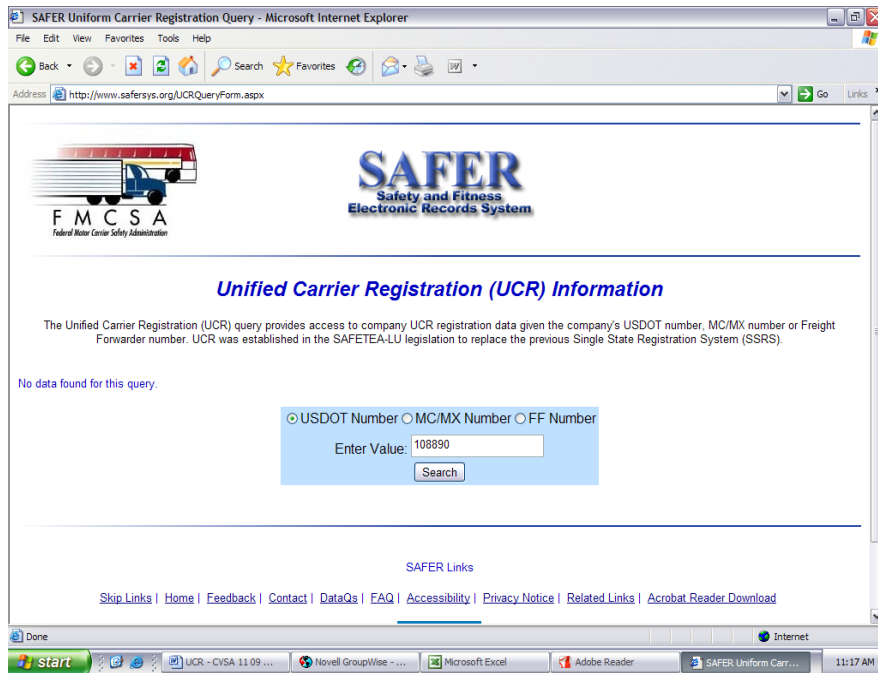 SAFER Uniform Carrier Registration Query - Microsoft Internet Explorer
File Edit View Favorites Tools Help
Back Search Favorites
Address http://www.safersys.org/UCRQueryForm.aspx Go Links
FMCSA
Federal Motor Carrier Safety Administration
SAFER
Safety and Fitness
Electronic Records System
Unified Carrier Registration (UCR) Information
The Unified Carrier Registration (UCR) query provides access to company UCR registration data given the company's USDOT number, MC/MX number or Freight
Forwarder number. UCR was established in the SAFETEA-LU legislation to replace the previous Single State Registration System (SSRS).
No data found for this query.
USDOT Number MC/MX Number FF Number
Enter Value: 108890
Search
SAFER Links
Skip Links | Home | Feedback | Contact | DataQs | FAQ | Accessibility | Privacy Notice | Related Links | Acrobat Reader Download
Done Internet
start UCR - CVSA 11 09 ... Novell GroupWise - ... Microsoft Excel Adobe Reader SAFER Uniform Carr... 11:17 AM